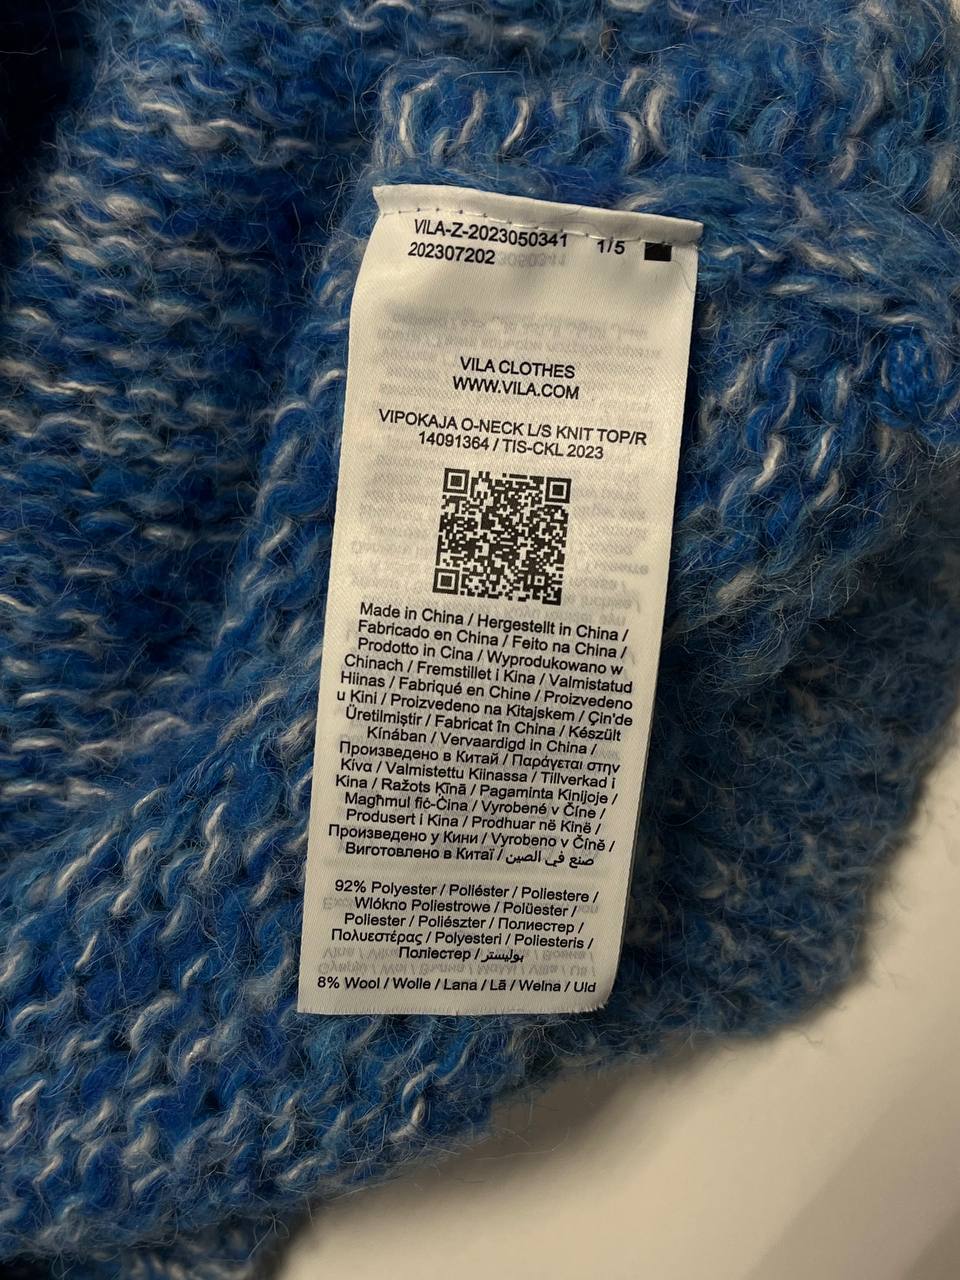 VILA-Z-2023050341 1/5
202307202
VILA CLOTHES
WWW.VILA.COM
VIPOKAJA O-NECK L/S KNIT TOP/R
14091364 / TIS-CKL 2023
Made in China / Hergestellt in China /
Fabricado en China / Feito na China /
Prodotto in Cina / Wyprodukowano w
Chinach / Fremstillet i Kina / Valmistatud
Hiinas / Fabriqué en Chine / Proizvedeno
u Kini / Proizvedeno na Kitajskem / Çin'de
Üretilmiştir / Fabricat în China / Készült
Kínában / Vervaardigd in China /
Произведено в Китай / Παράγεται στην
Κίνα / Valmistettu Kiinassa / Tillverkad i
Kina / Ražots Ķīnā / Pagaminta Kinijoje /
Magħmul fiċ-Ċina / Vyrobené v Číne /
Produsert i Kina / Prodhuar në Kinë /
Произведено у Кини / Vyrobeno v Číně /
Виготовлено в Китаї / صنع في الصين
92% Polyester / Poliéster / Poliestere /
Włókno Poliestrowe / Polüester /
Poliester / Poliészter / Полиестер /
Πολυεστέρας / Polyesteri / Poliesteris /
Поліестер / بوليستر
8% Wool / Wolle / Lana / Lã / Wełna / Uld